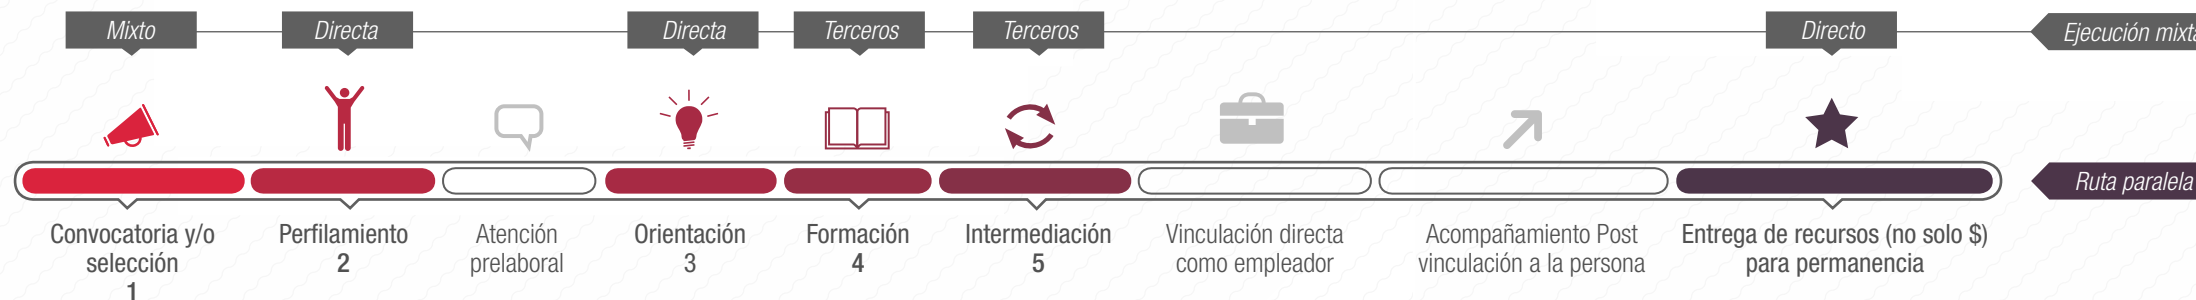 Mixto
Directa
Directa
Terceros
Terceros
Directo
Ejecución mixta
Ruta paralela
Convocatoria y/o
selección
1
Perfilamiento
2
Atención
prelaboral
Orientación
3
Formación
4
Intermediación
5
Vinculación directa
como empleador
Acompañamiento Post
vinculación a la persona
Entrega de recursos (no solo $)
para permanencia